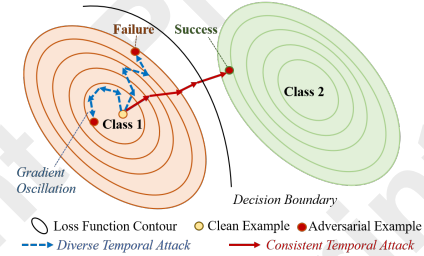 Failure
Success
Class 1
Class 2
Gradient
Oscillation
Decision Boundary
Loss Function Contour Clean Example Adversarial Example
Diverse Temporal Attack Consistent Temporal Attack